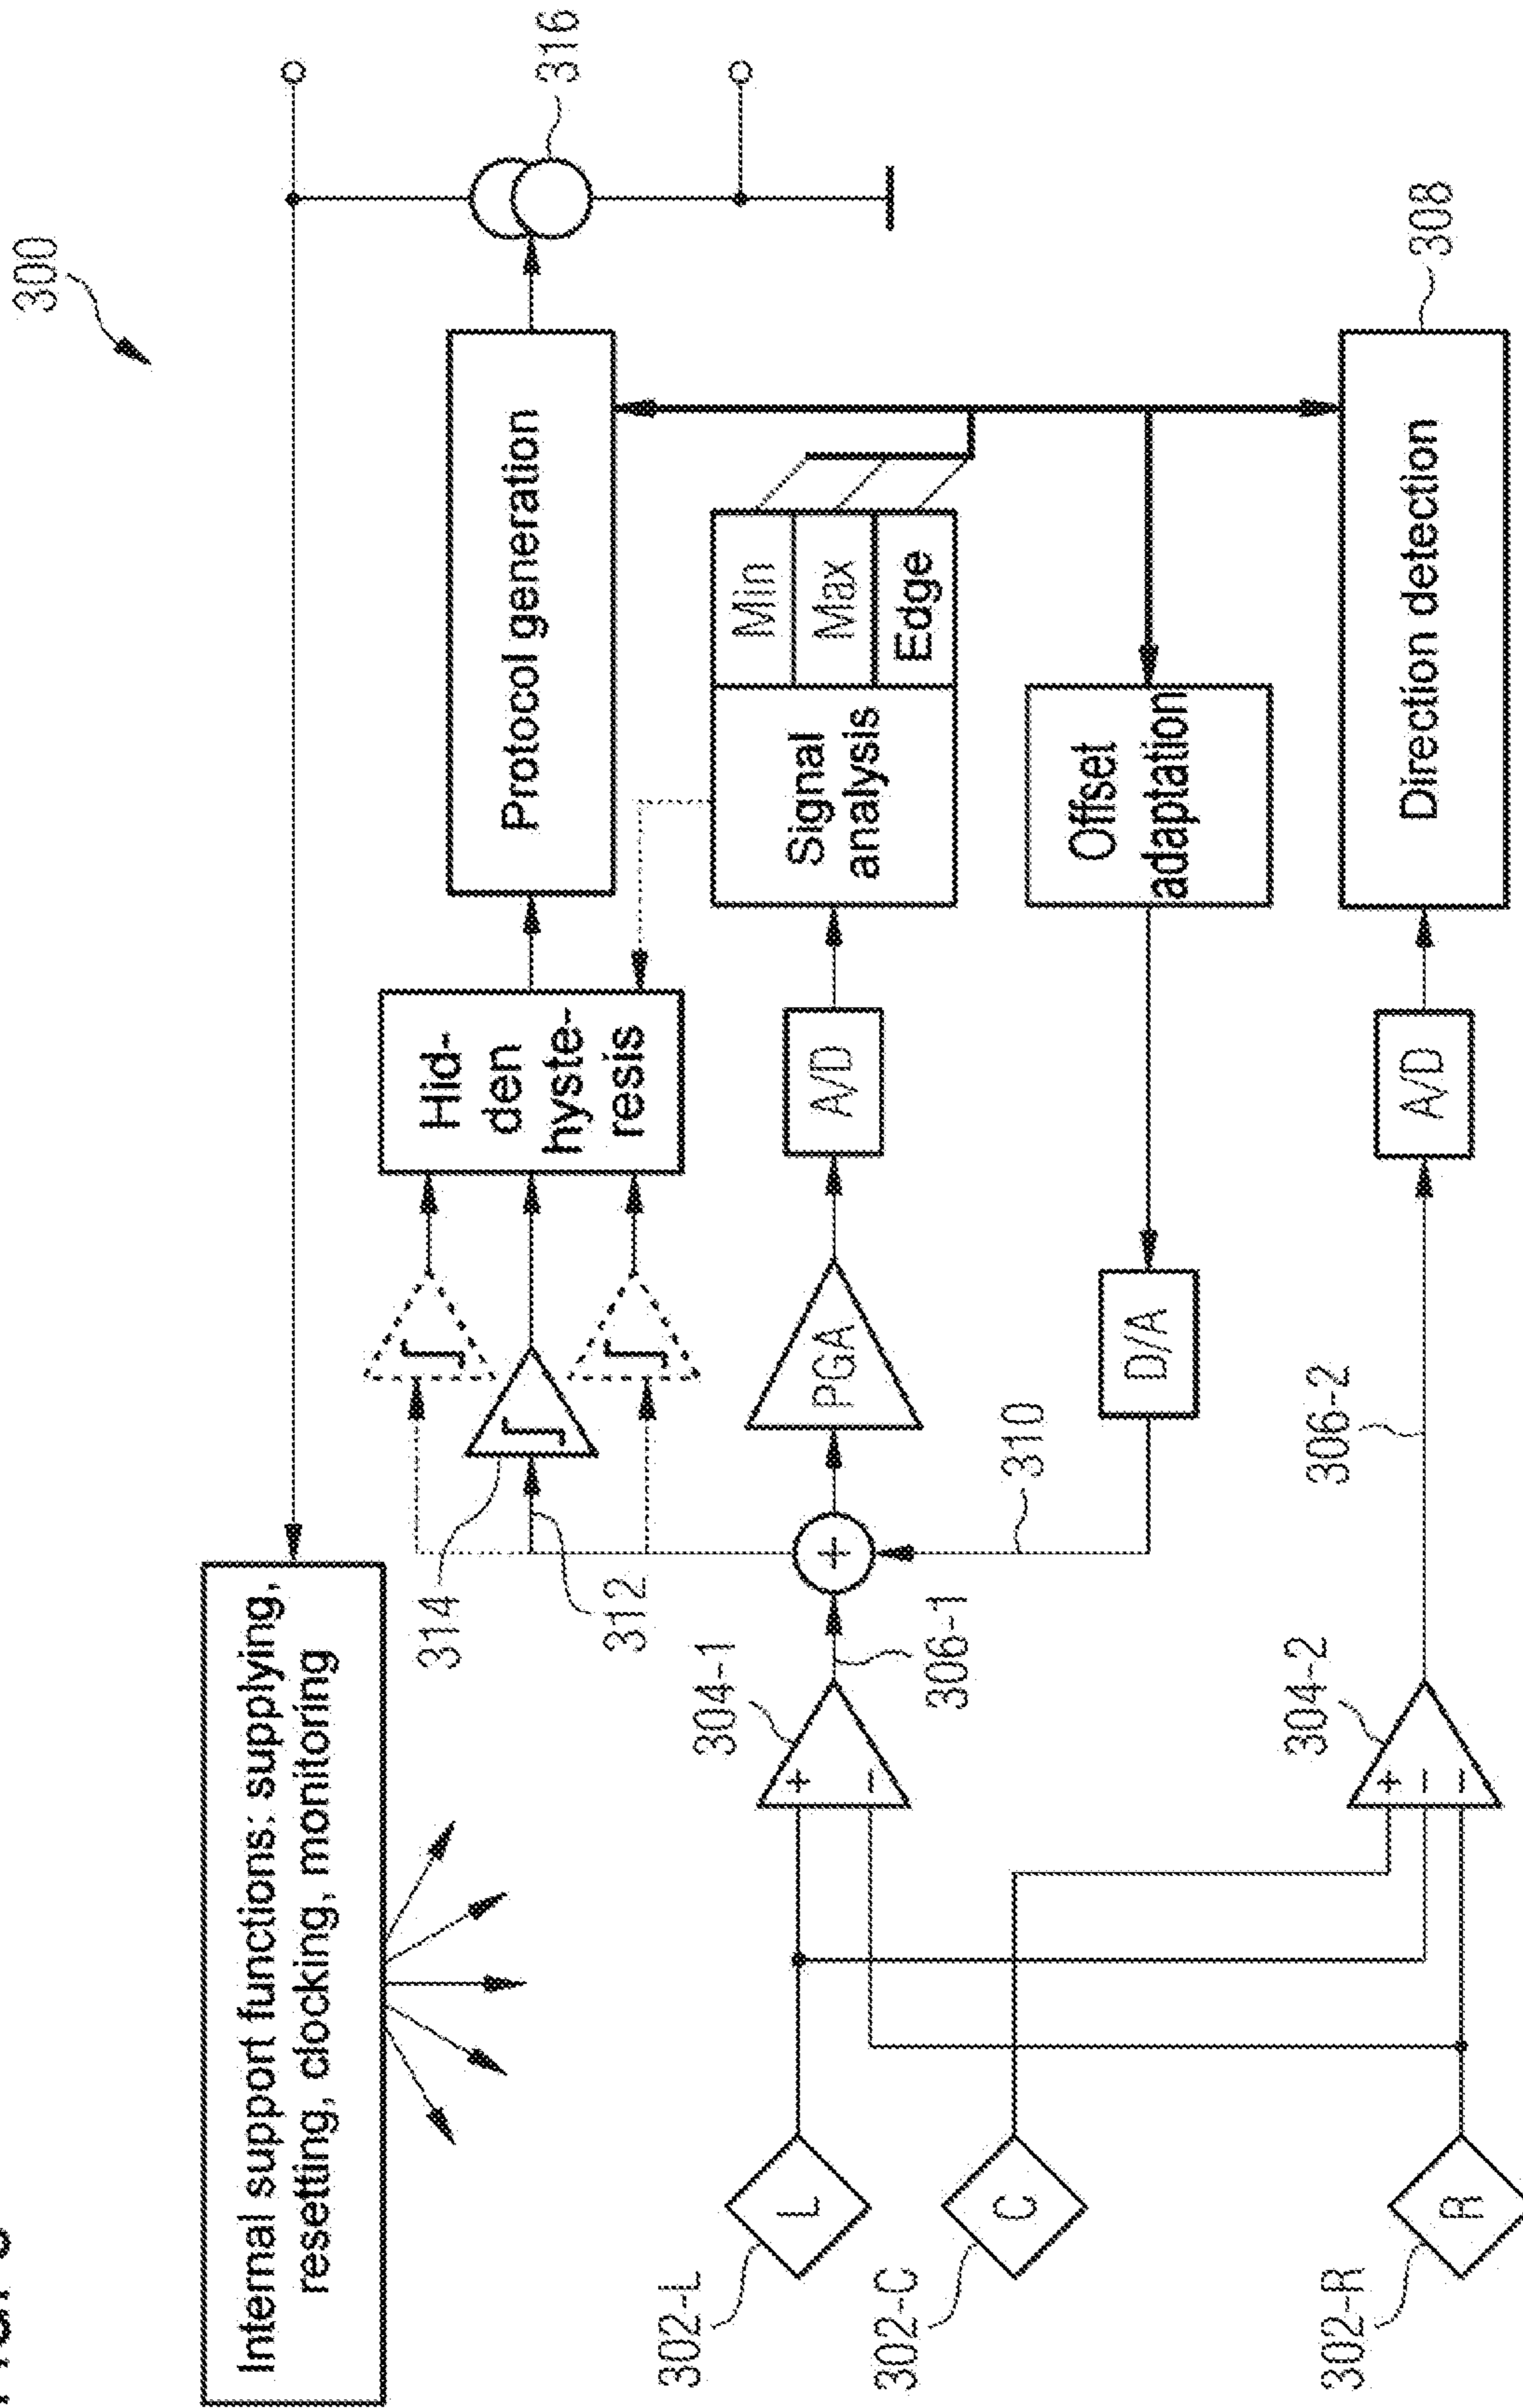 300
Internal support functions: supplying,
resetting, clocking, monitoring
316
314
312
Hid-
den
hyste-
resis
Protocol generation
302-L
L
304-1
+
−
306-1
+
PGA
A/D
Signal
analysis
Min
Max
Edge
302-C
C
310
D/A
Offset
adaptation
302-R
R
304-2
+
−
−
306-2
A/D
Direction detection
308